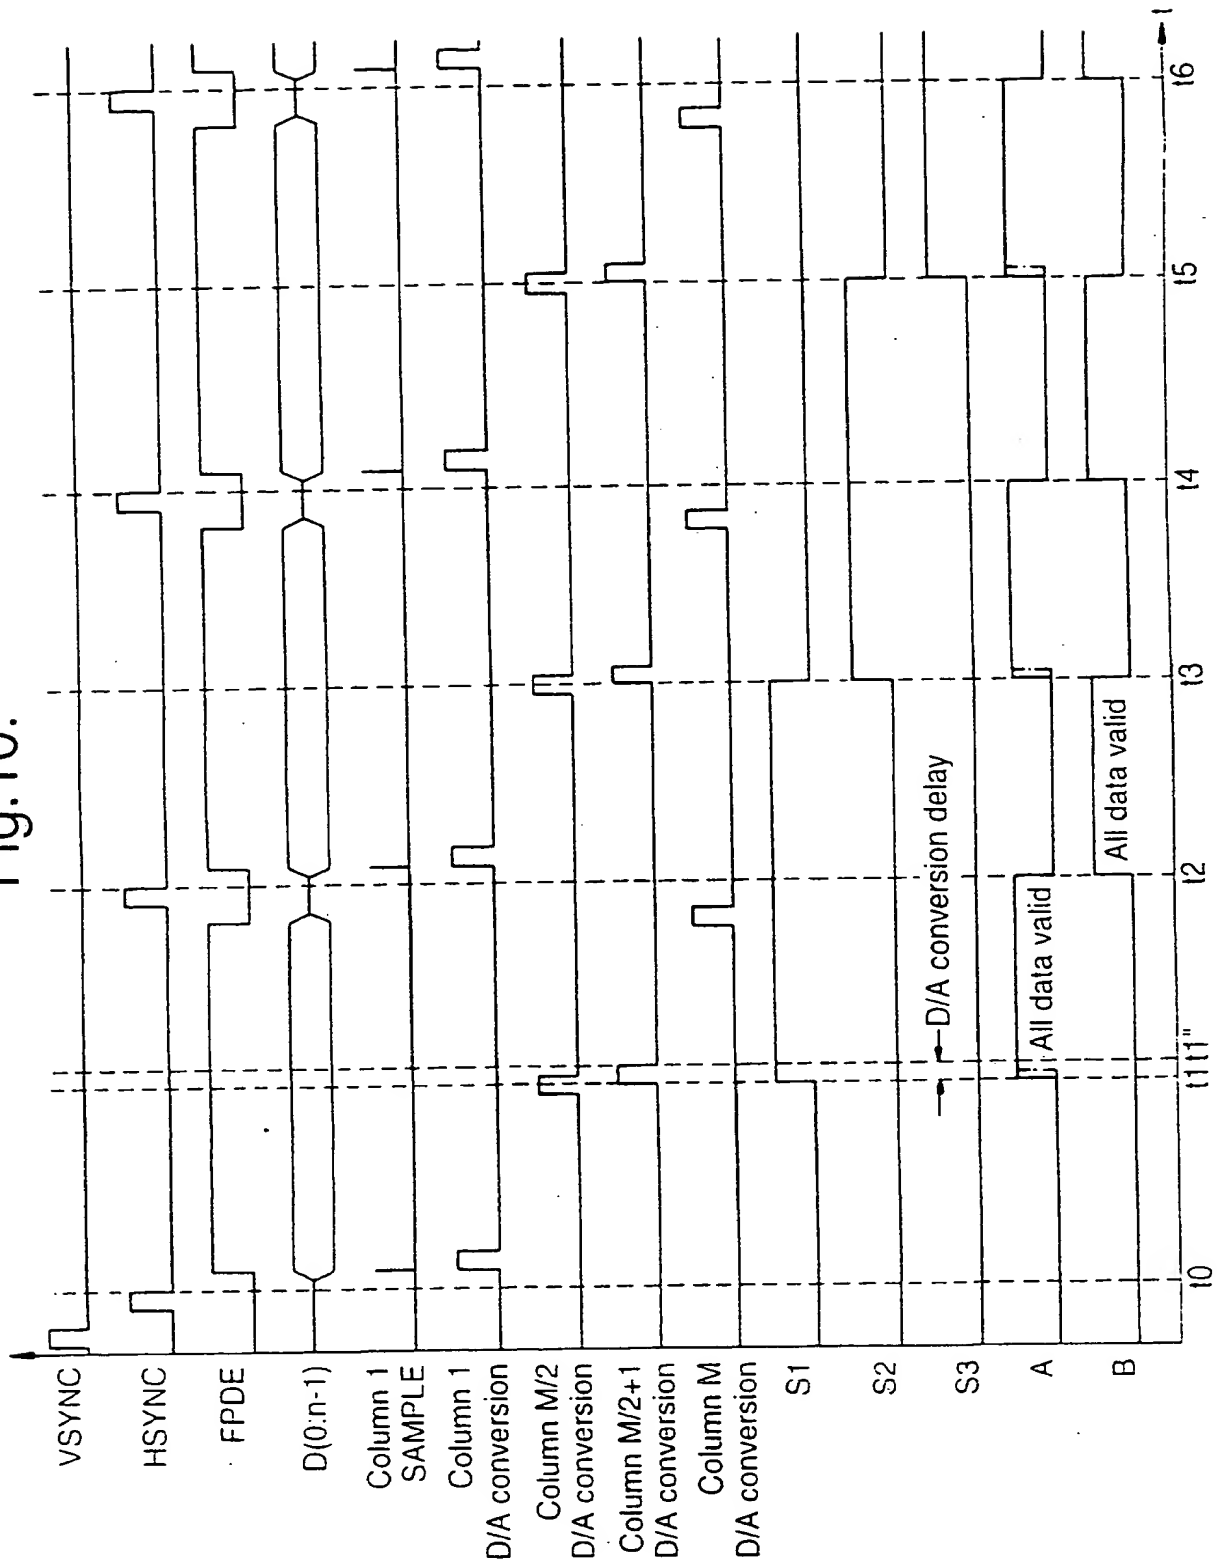 Fig.10.
VSYNC
HSYNC
FPDE
D(0:n-1)
Column 1
SAMPLE
Column 1
D/A conversion
Column M/2
D/A conversion
Column M/2+1
D/A conversion
Column M
D/A conversion
S1
S2
S3
A
B
D/A conversion delay
All data valid
All data valid
t0
t1
t1"
t2
t3
t4
t5
t6
t